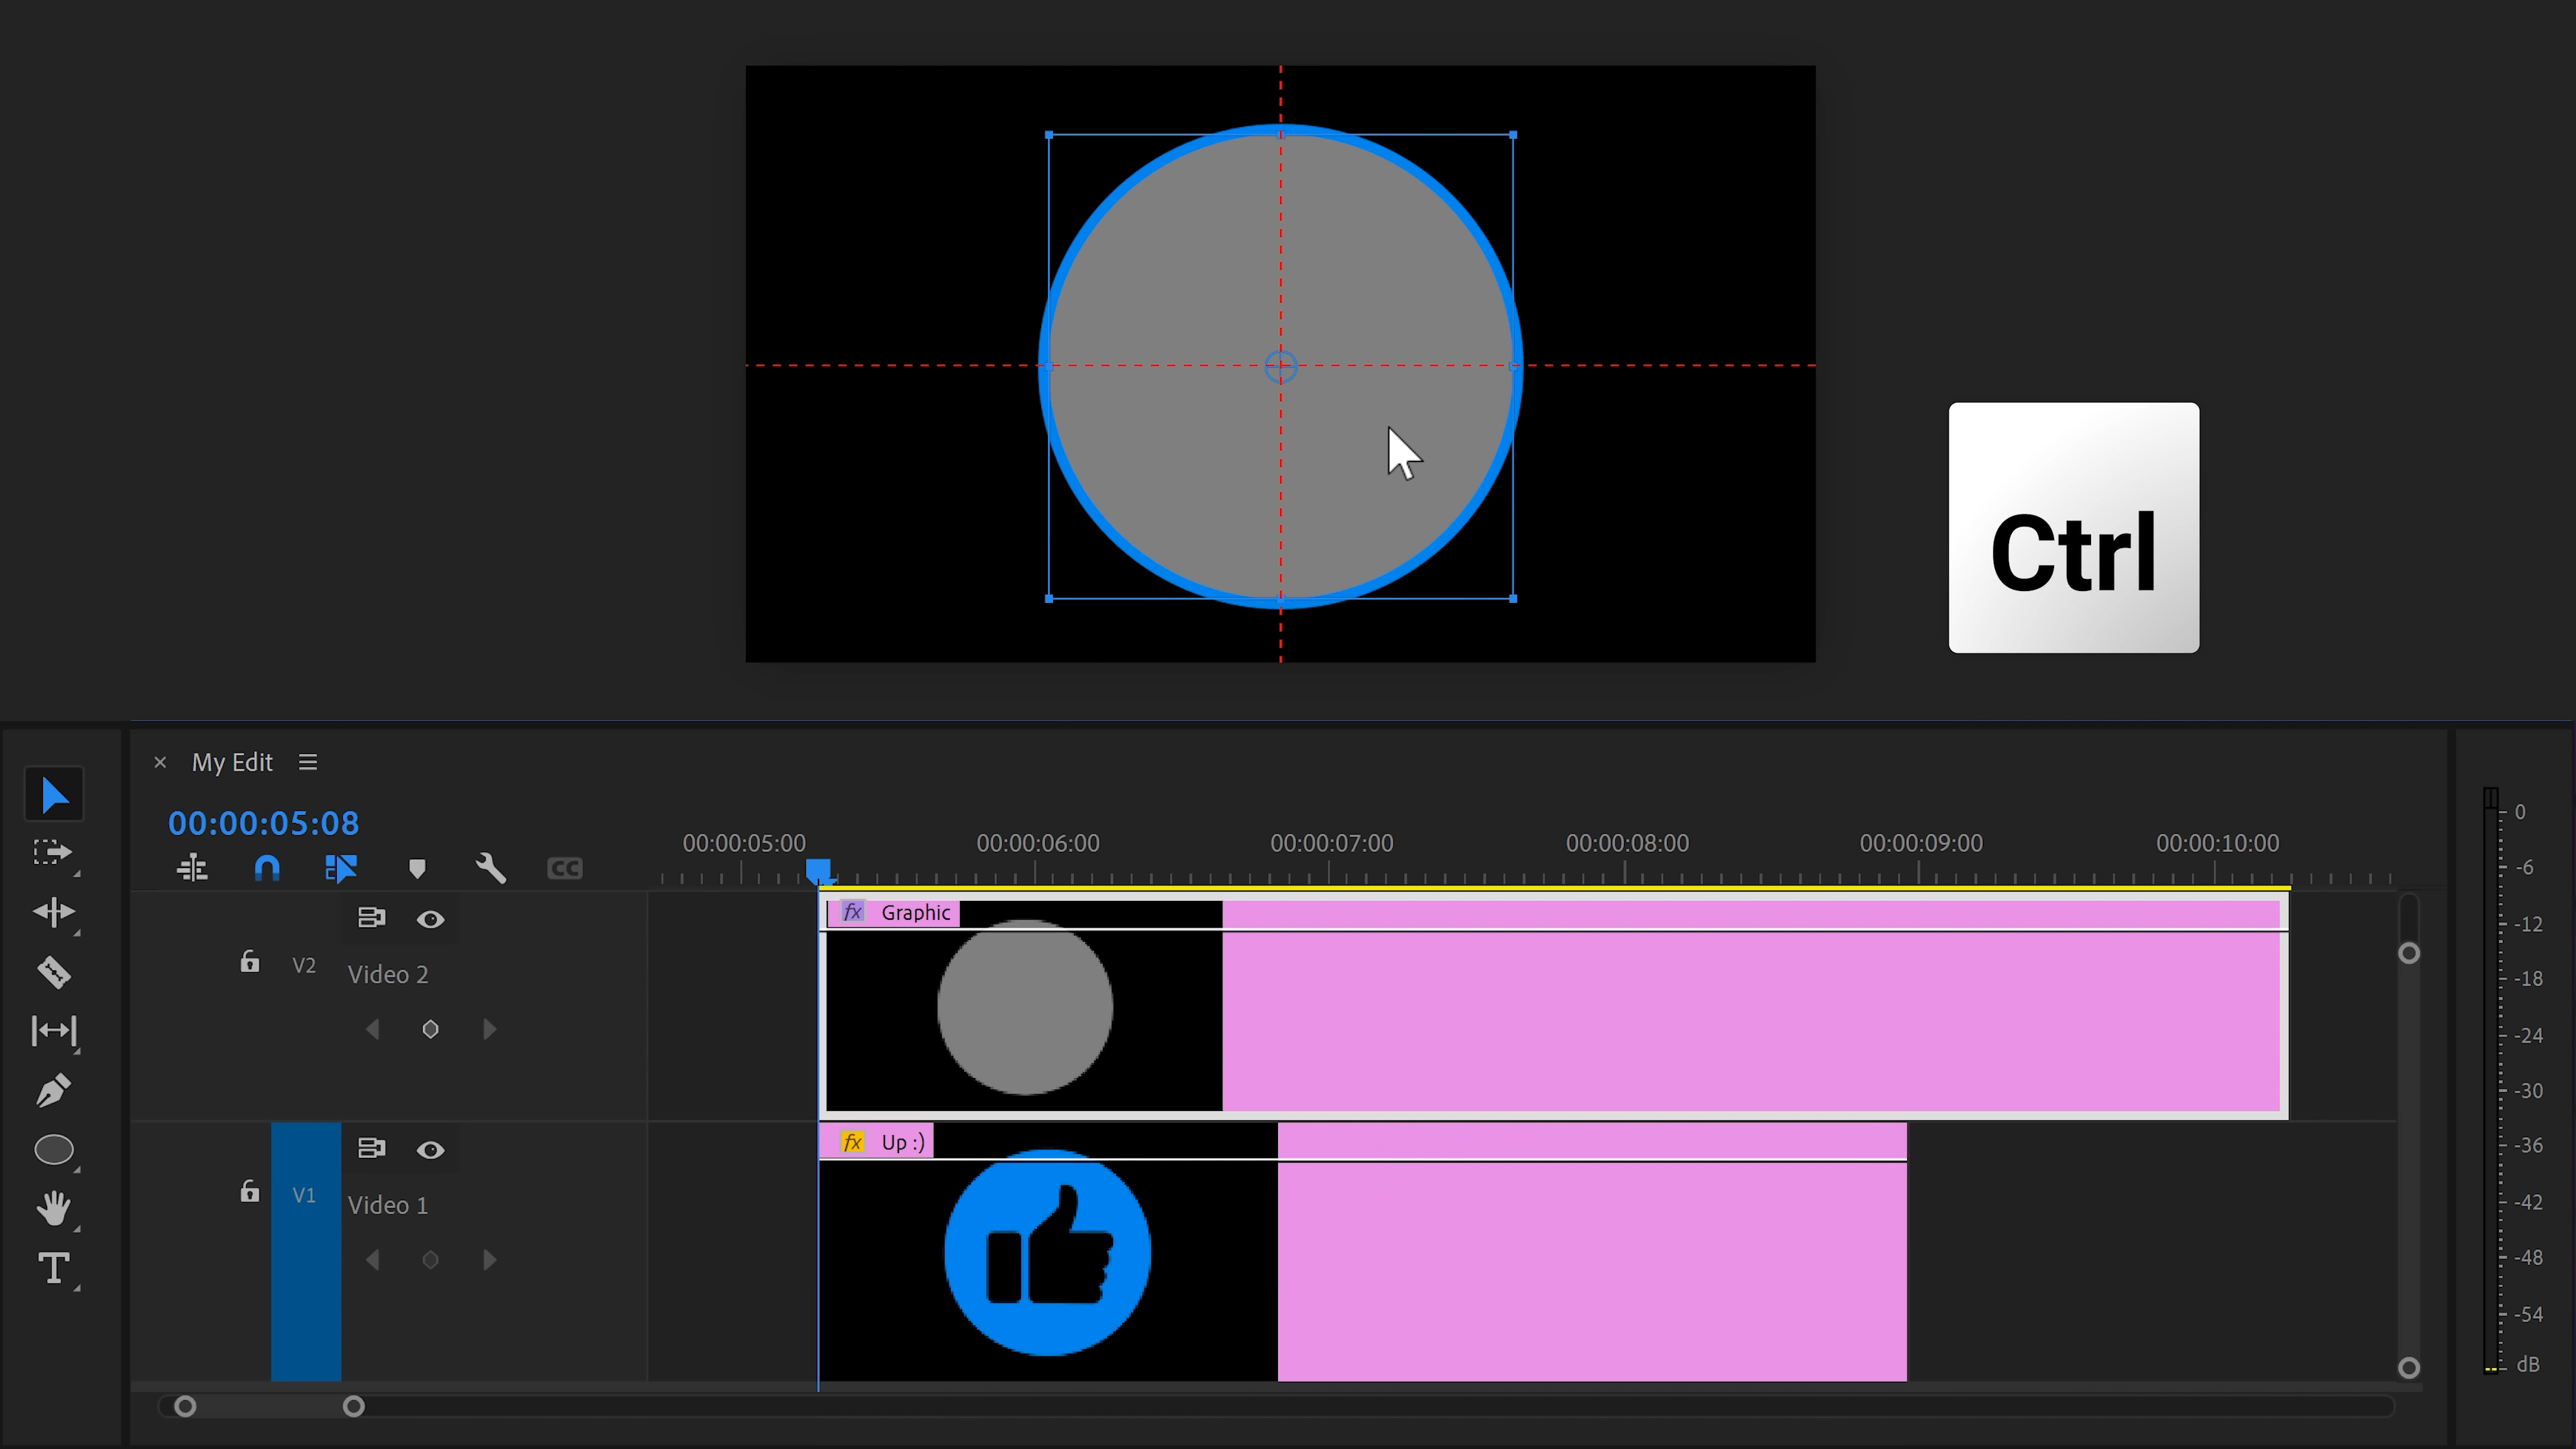 Ctrl
My Edit
00:00:05:08
00:00:05:00 00:00:06:00 00:00:07:00 00:00:08:00 00:00:09:00 00:00:10:00
CC
fx Graphic
V2 Video 2
fx Up :)
V1 Video 1
T
0
-6
-12
-18
-24
-30
-36
-42
-48
-54
dB